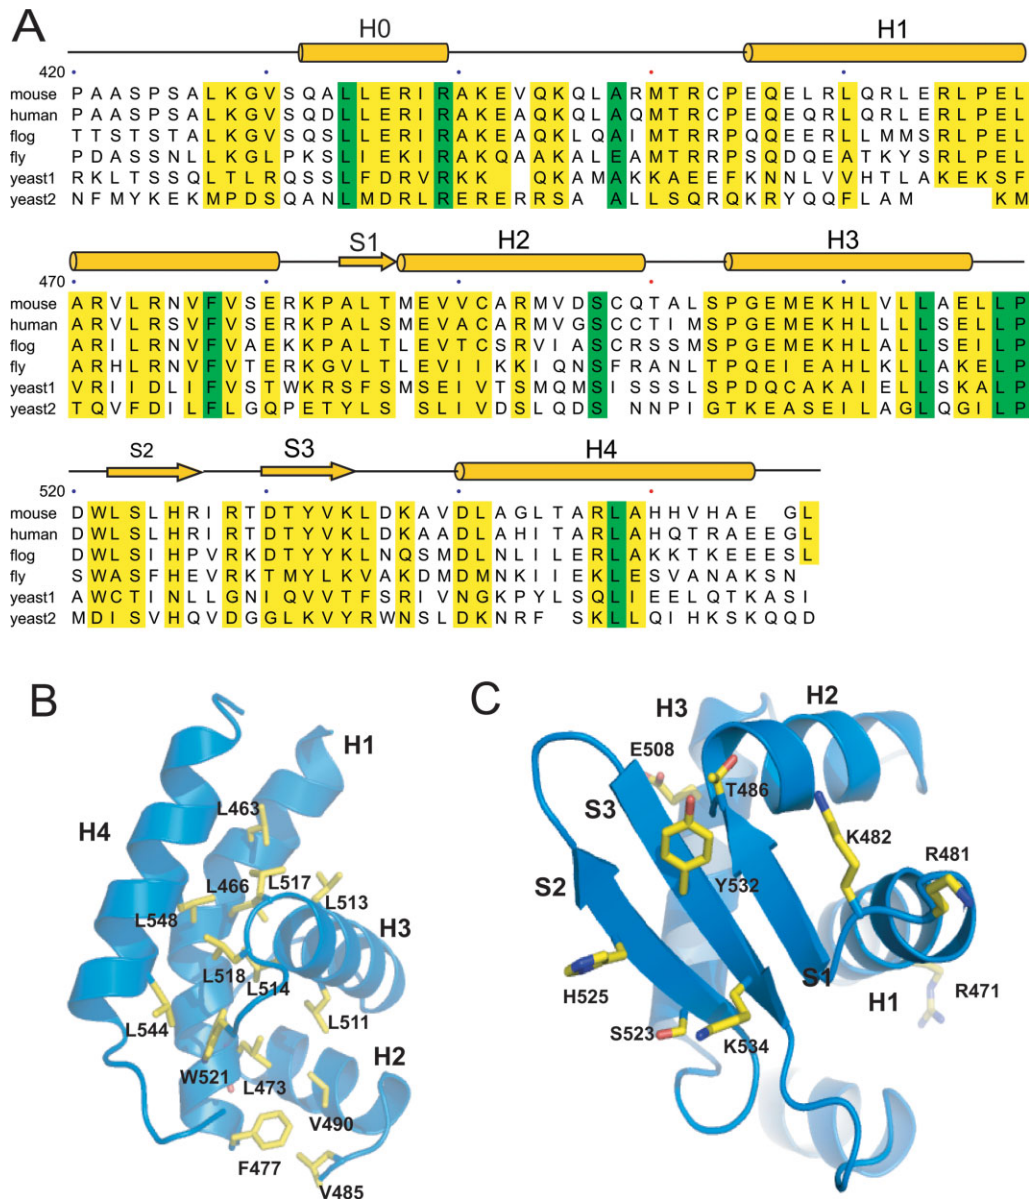 A
H0 H1
420
mouse P A A S P S A L K G V S Q A L L E R I R A K E V Q K Q L A R M T R C P E Q E L R L Q R L E R L P E L
human P A A S P S A L K G V S Q D L L E R I R A K E A Q K Q L A Q M T R C P E Q E Q R L Q R L E R L P E L
flog T T S T S T A L K G V S Q S L L E R I R A K E A Q K L Q A I M T R R P Q Q E E R L L M M S R L P E L
fly P D A S S N L L K G L P K S L I E K I R A K Q A A K A L E A M T R R P S Q D Q E A T K Y S R L P E L
yeast1 R K L T S S Q L T L R Q S S L F D R V R K K Q K A M A K K A E E F K N N L V V H T L A K E K S F
yeast2 N F M Y K E K M P D S Q A N L M D R L R E R E R R S A A L L S Q R Q K R Y Q Q F L A M K M
S1 H2 H3
470
mouse A R V L R N V F V S E R K P A L T M E V V C A R M V D S C Q T A L S P G E M E K H L V L L A E L L P
human A R V L R S V F V S E R K P A L S M E V A C A R M V G S C C T I M S P G E M E K H L L L L S E L L P
flog A R I L R N V F V A E K K P A L T L E V T C S R V I A S C R S S M S P G E M E K H L A L L S E I L P
fly A R H L R N V F V T E R K G V L T L E V I I K K I Q N S F R A N L T P Q E I E A H L K L L A K E L P
yeast1 V R I I D L I F V S T W K R S F S M S E I V T S M Q M S I S S S L S P D Q C A K A I E L L S K A L P
yeast2 T Q V F D I L F L G Q P E T Y L S S L I V D S L Q D S N N P I G T K E A S E I L A G L Q G I L P
S2 S3 H4
520
mouse D W L S L H R I R T D T Y V K L D K A V D L A G L T A R L A H H V H A E G L
human D W L S L H R I R T D T Y V K L D K A A D L A H I T A R L A H Q T R A E E G L
flog D W L S I H P V R K D T Y Y K L N Q S M D L N L I L E R L A K K T K E E E S L
fly S W A S F H E V R K T M Y L K V A K D M D M N K I I E K L E S V A N A K S N
yeast1 A W C T I N L L G N I Q V V T F S R I V N G K P Y L S Q L I E E L Q T K A S I
yeast2 M D I S V H Q V D G G L K V Y R W N S L D K N R F S K L L Q I H K S K Q Q D
B
H1
H4
L463
L466
L517
L513
H3
L548
L518
L514
L511
L544
H2
W521
L473
V490
F477
V485
C
H3
H2
E508
T486
S3
K482
R481
S2
Y532
S1
H1
R471
H525
S523
K534